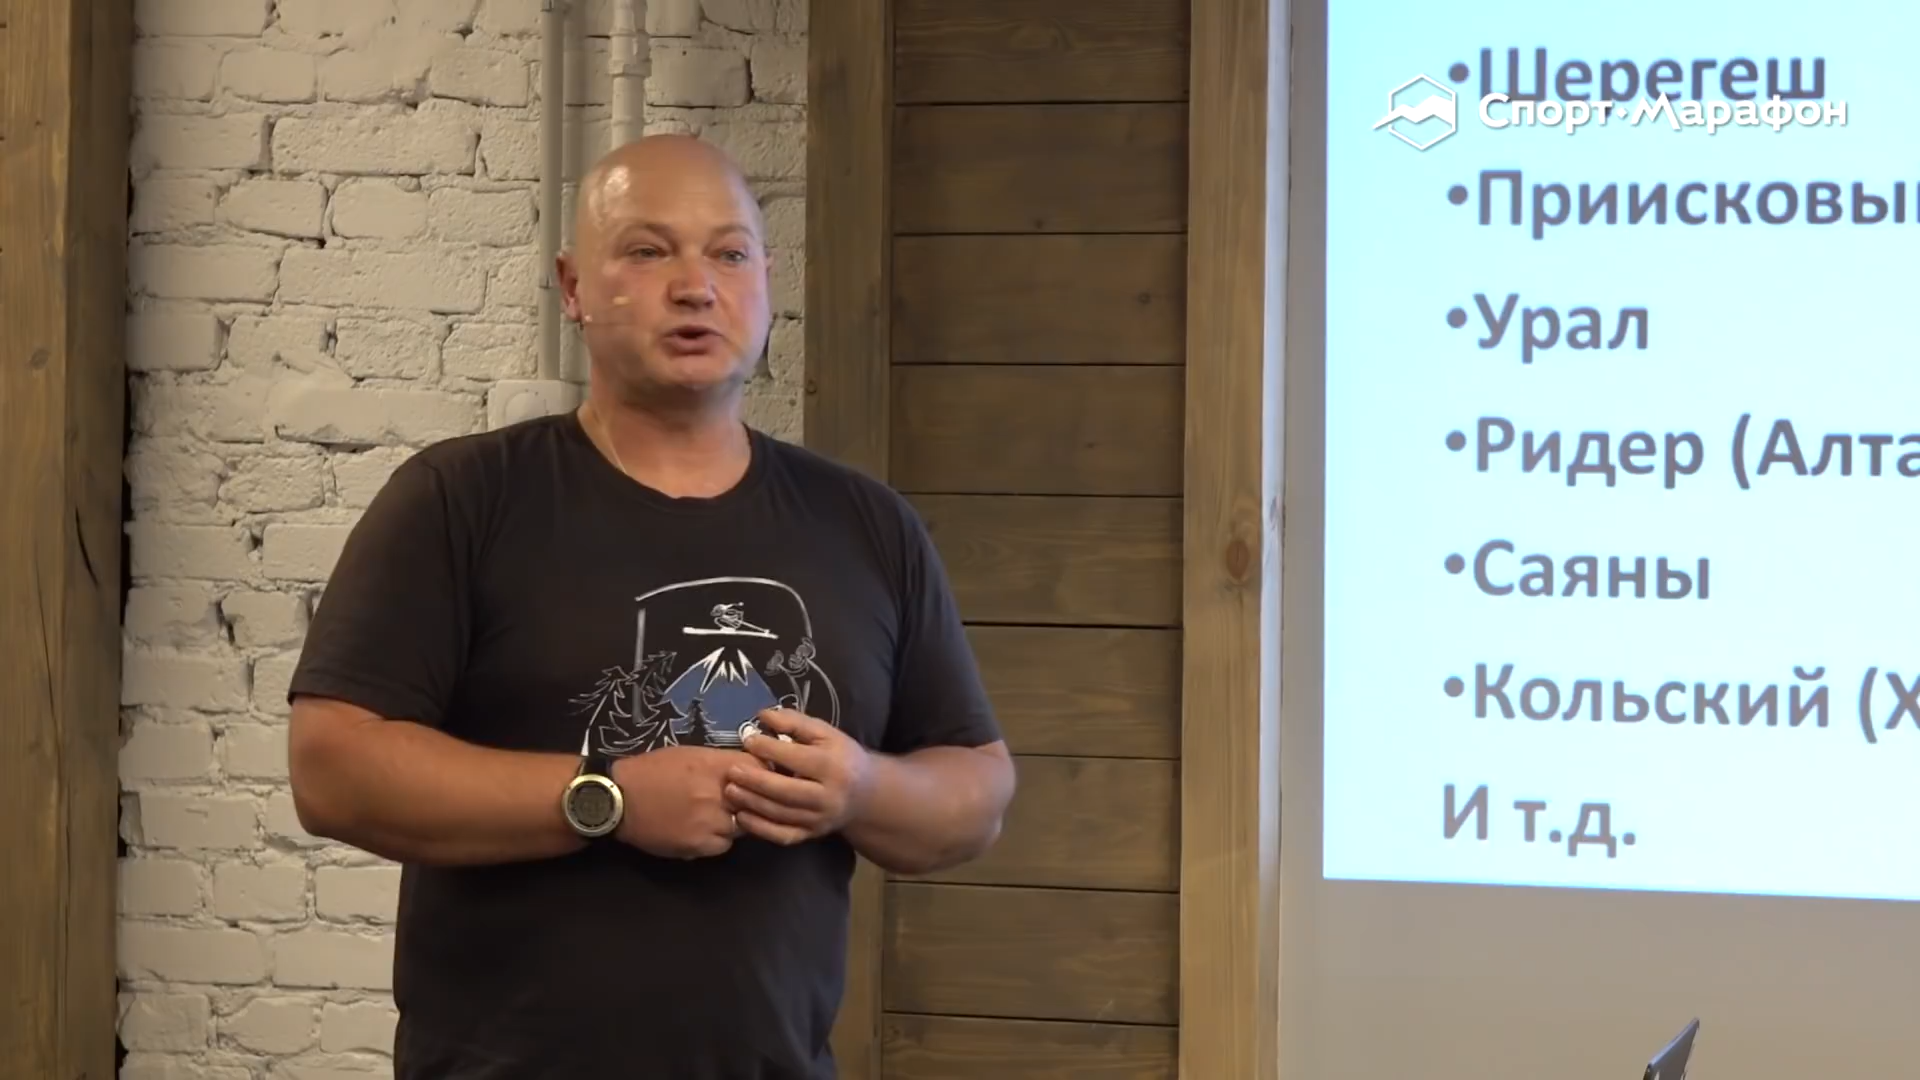 •Шерегеш
Спорт-Марафон
•Приисковы
•Урал
•Ридер (Алта
•Саяны
•Кольский (Х
И т.д.